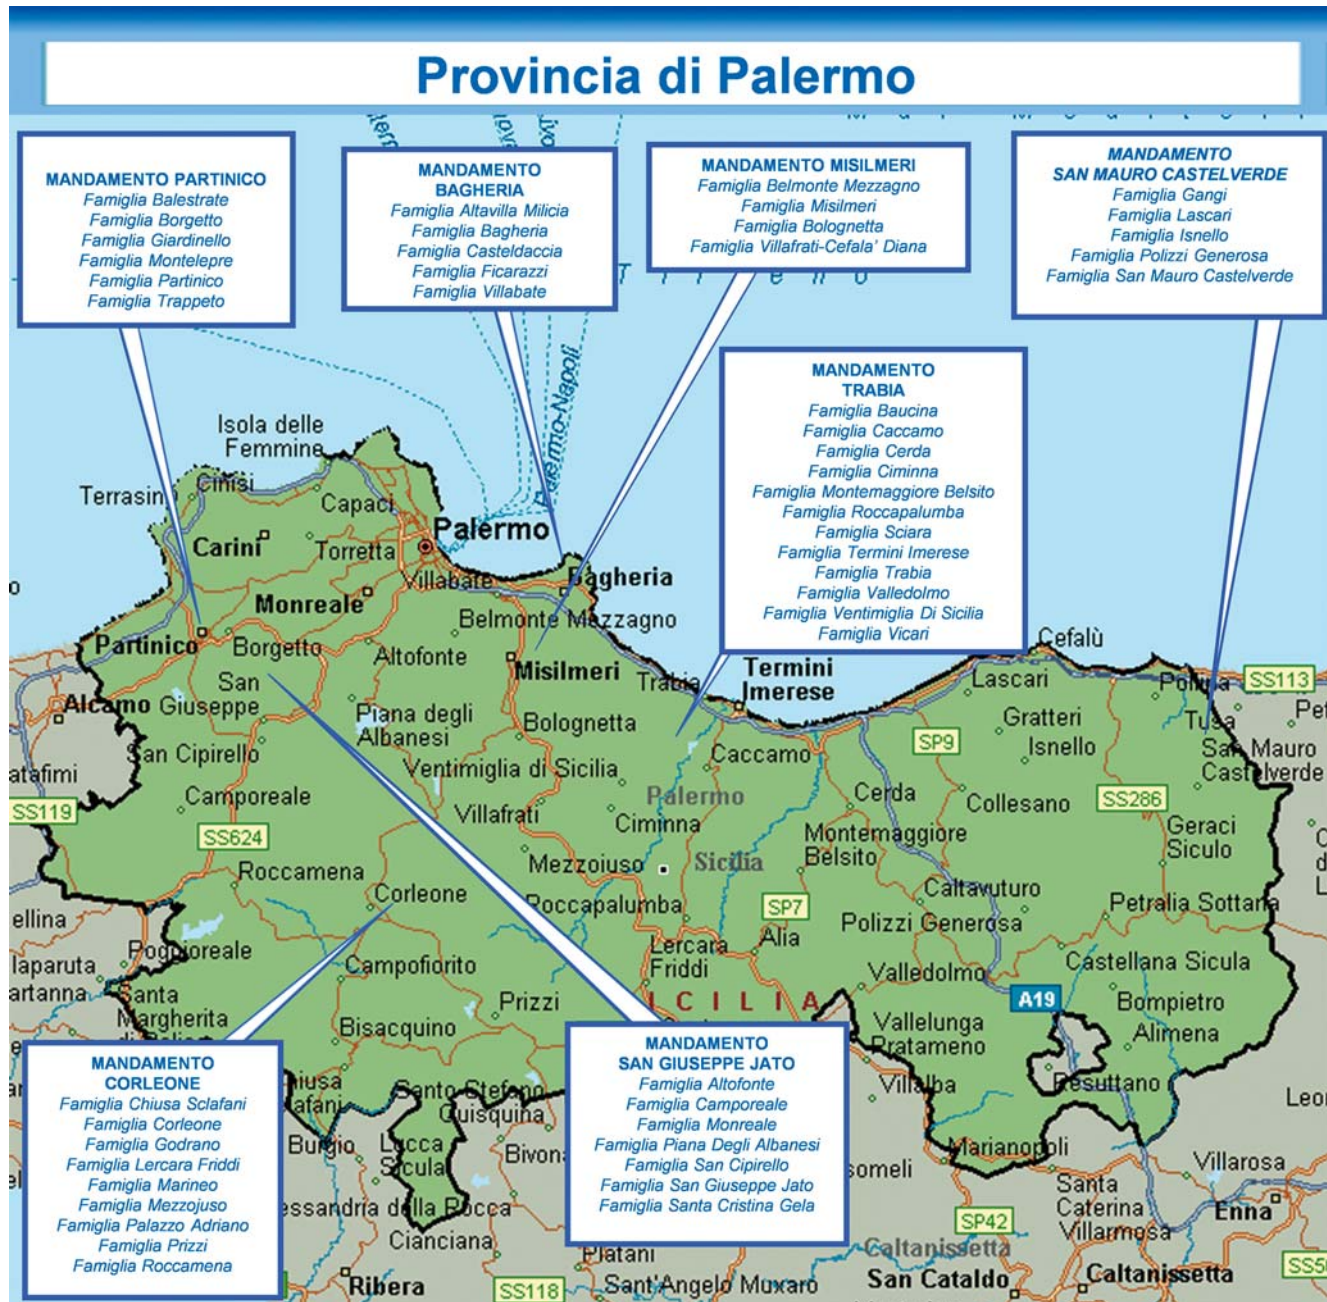 Provincia di Palermo
MANDAMENTO PARTINICO
Famiglia Balestrate
Famiglia Borgetto
Famiglia Giardinello
Famiglia Montelepre
Famiglia Partinico
Famiglia Trappeto
MANDAMENTO
BAGHERIA
Famiglia Altavilla Milicia
Famiglia Bagheria
Famiglia Casteldaccia
Famiglia Ficarazzi
Famiglia Villabate
MANDAMENTO MISILMERI
Famiglia Belmonte Mezzagno
Famiglia Misilmeri
Famiglia Bolognetta
Famiglia Villafrati-Cefala' Diana
MANDAMENTO
SAN MAURO CASTELVERDE
Famiglia Gangi
Famiglia Lascari
Famiglia Isnello
Famiglia Polizzi Generosa
Famiglia San Mauro Castelverde
MANDAMENTO
TRABIA
Famiglia Baucina
Famiglia Caccamo
Famiglia Cerda
Famiglia Ciminna
Famiglia Montemaggiore Belsito
Famiglia Roccapalumba
Famiglia Sciara
Famiglia Termini Imerese
Famiglia Trabia
Famiglia Valledolmo
Famiglia Ventimiglia Di Sicilia
Famiglia Vicari
Isola delle
Femmine
Cinisi
Capaci
Palermo
Carini
Torretta
Villabate
Bagheria
Monreale
Belmonte Mezzagno
Partinico
Borgetto
Altofonte
Misilmeri
Trabia
Termini
Imerese
Cefalù
Lascari
SS113
Alcamo
San
Giuseppe
Piana degli
Albanesi
Bolognetta
Gratteri
Isnello
Tusa
San Mauro
Castelverde
SP9
San Cipirello
Ventimiglia di Sicilia
Caccamo
SS119
Camporeale
Villafrati
Ciminna
Palermo
Cerda
Collesano
SS286
SS624
Montemaggiore
Belsito
Geraci
Siculo
Roccamena
Mezzoiuso
Sicilia
Corleone
Roccapalumba
SP7
Caltavuturo
Polizzi Generosa
Petralia Sottana
Poggioreale
Campofiorito
Lercara
Friddi
Alia
Valledolmo
Castellana Sicula
Santa
Margherita
Prizzi
A19
Bompietro
Alimena
Bisacquino
Vallelunga
Pratameno
Villalba
Resuttano
MANDAMENTO
CORLEONE
Famiglia Chiusa Sclafani
Famiglia Corleone
Famiglia Godrano
Famiglia Lercara Friddi
Famiglia Marineo
Famiglia Mezzojuso
Famiglia Palazzo Adriano
Famiglia Prizzi
Famiglia Roccamena
MANDAMENTO
SAN GIUSEPPE JATO
Famiglia Altofonte
Famiglia Camporeale
Famiglia Monreale
Famiglia Piana Degli Albanesi
Famiglia San Cipirello
Famiglia San Giuseppe Jato
Famiglia Santa Cristina Gela
Santo Stefano
Quisquina
Burgio
Lucca
Sicula
Marianopoli
Villarosa
Santa
Caterina
Villarmosa
Enna
della Rocca
Cianciana
Platani
SP42
Caltanissetta
Ribera
SS118
Sant'Angelo Muxaro
San Cataldo
Caltanissetta